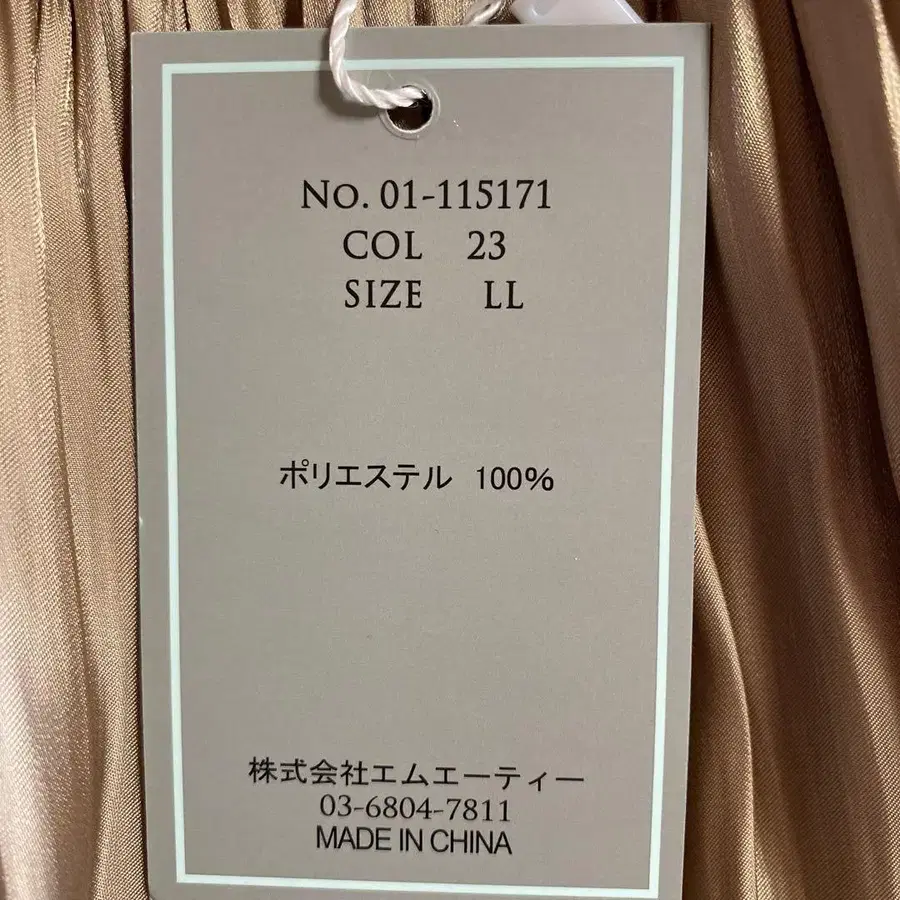 No. 01-115171
COL 23
SIZE LL
ポリエステル 100%
株式会社エムエーティー
03-6804-7811
MADE IN CHINA